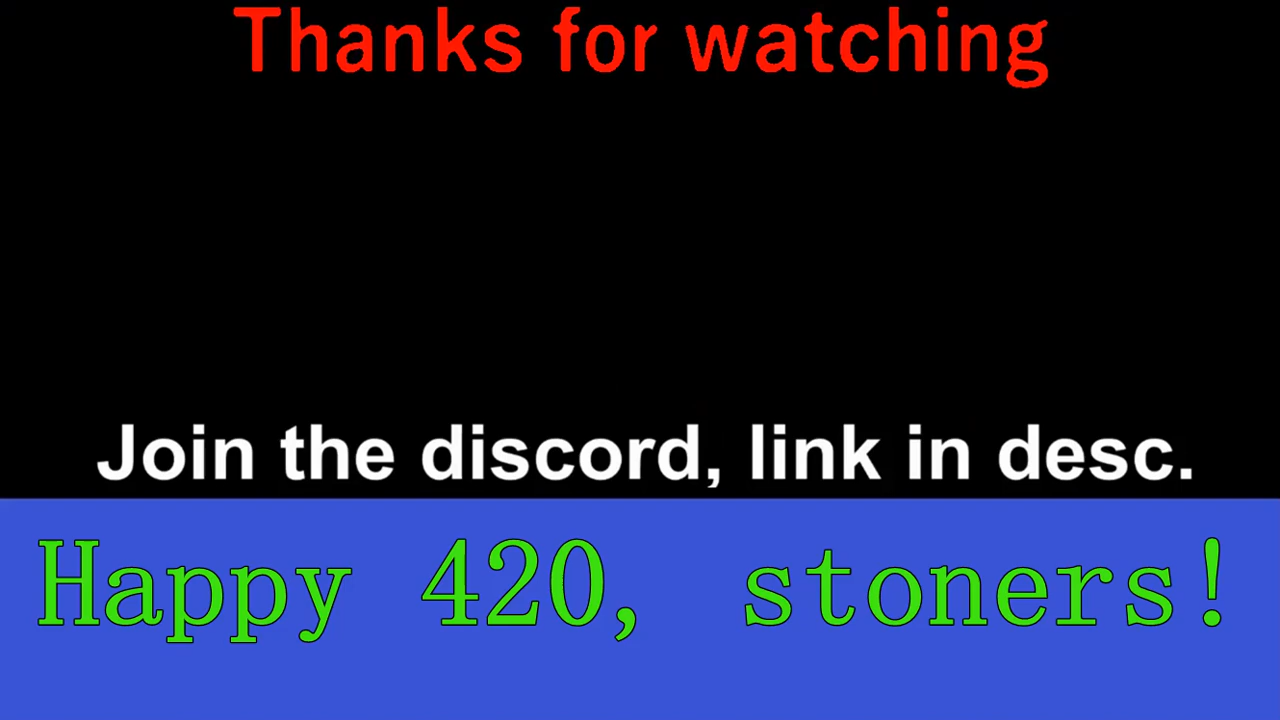 Thanks for watching
Join the discord, link in desc.
Happy 420, stoners!